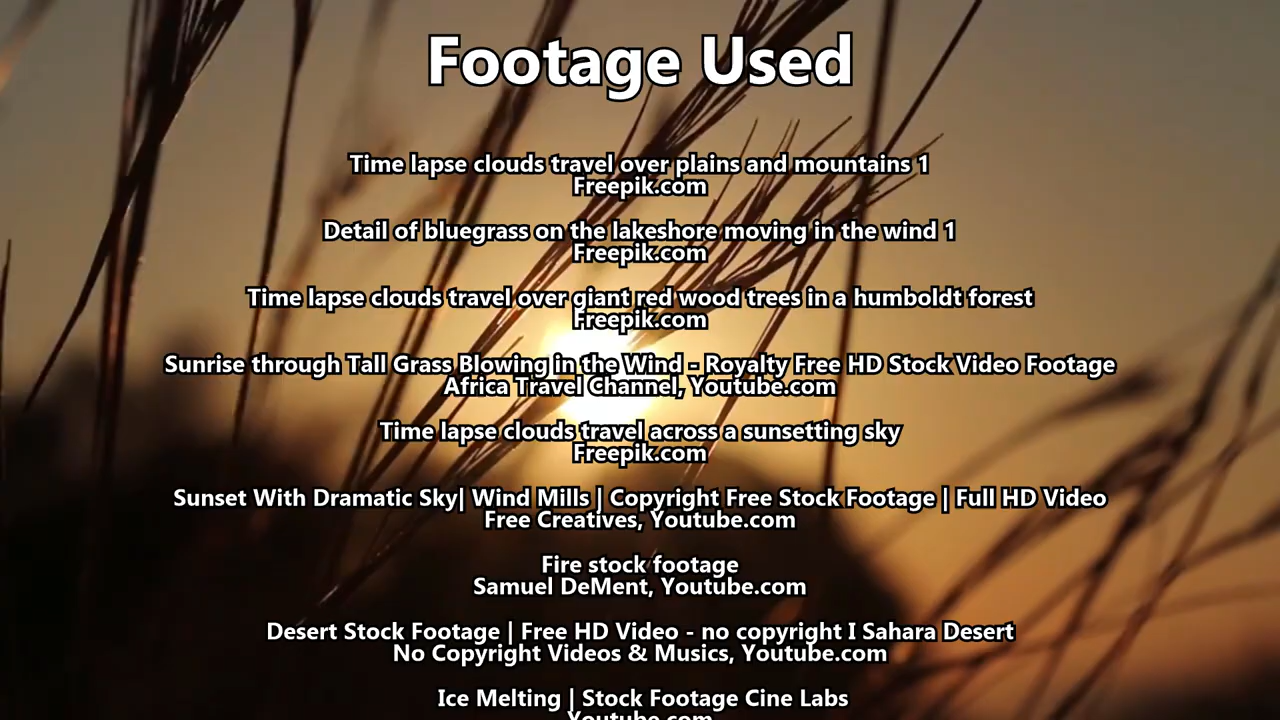 Footage Used
Time lapse clouds travel over plains and mountains 1
Freepik.com
Detail of bluegrass on the lakeshore moving in the wind 1
Freepik.com
Time lapse clouds travel over giant red wood trees in a humboldt forest
Freepik.com
Sunrise through Tall Grass Blowing in the Wind - Royalty Free HD Stock Video Footage
Africa Travel Channel, Youtube.com
Time lapse clouds travel across a sunsetting sky
Freepik.com
Sunset With Dramatic Sky| Wind Mills | Copyright Free Stock Footage | Full HD Video
Free Creatives, Youtube.com
Fire stock footage
Samuel DeMent, Youtube.com
Desert Stock Footage | Free HD Video - no copyright I Sahara Desert
No Copyright Videos & Musics, Youtube.com
Ice Melting | Stock Footage Cine Labs
Youtube.com